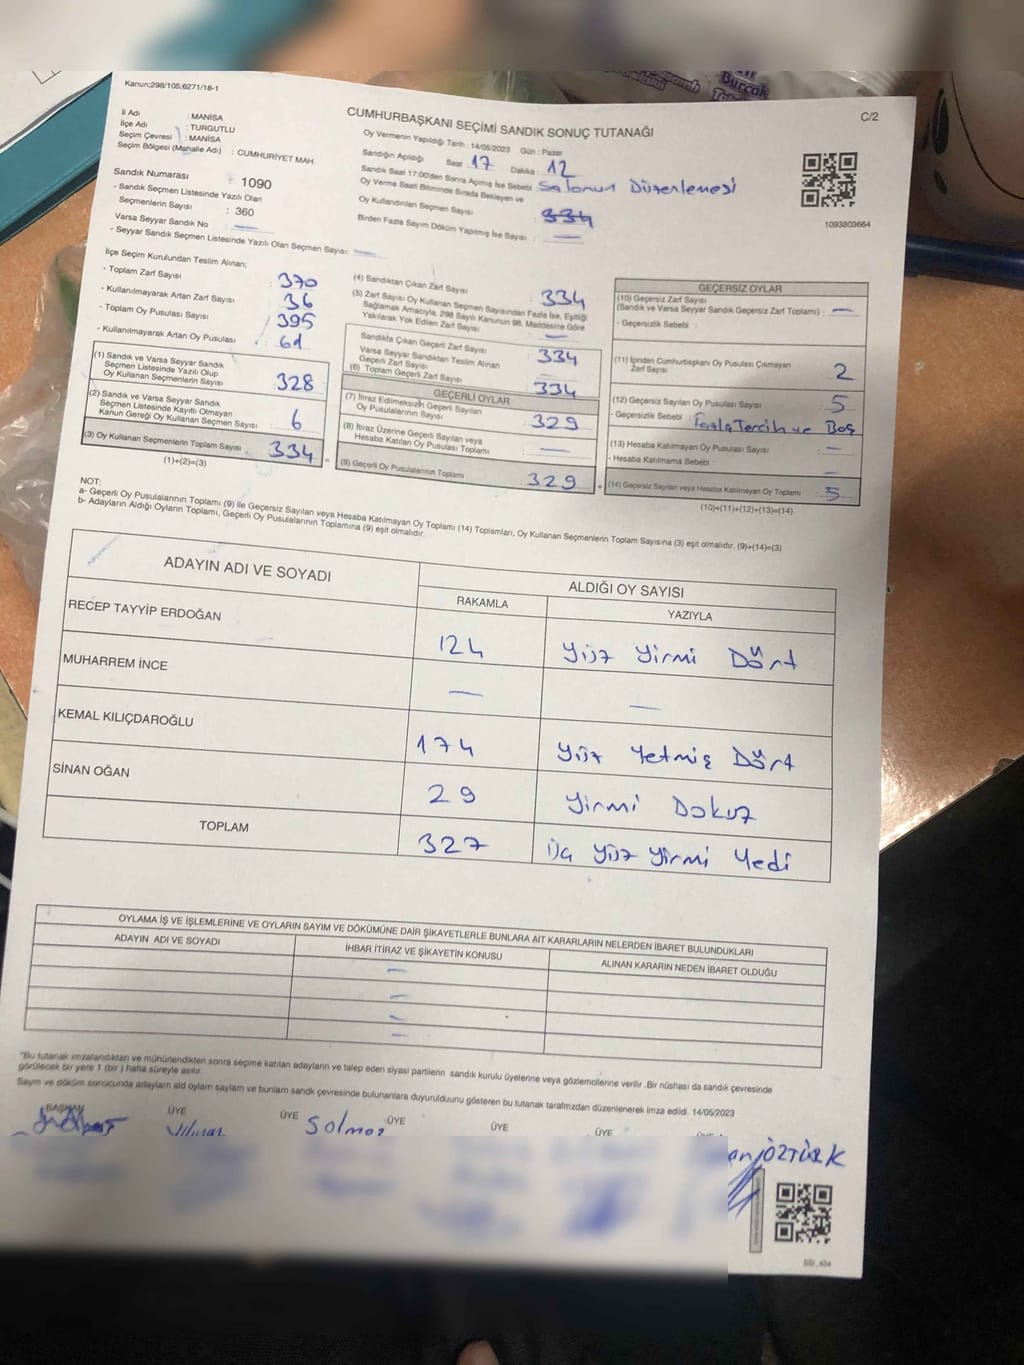 Burcak
Kanun:298/105;6271/18-1
C/2
CUMHURBAŞKANI SEÇİMİ SANDIK SONUÇ TUTANAĞI
İl Adı : MANİSA
İlçe Adı : TURGUTLU
Seçim Çevresi : MANİSA
Seçim Bölgesi (Mahalle Adı) : CUMHURİYET MAH.
Sandık Numarası : 1090
- Sandık Seçmen Listesinde Yazılı Olan
Seçmenlerin Sayısı : 360
Varsa Seyyar Sandık No : —
- Seyyar Sandık Seçmen Listesinde Yazılı Olan Seçmen Sayısı: —
Oy Vermenin Yapıldığı Tarih : 14/05/2023 Gün : Pazar
Sandığın Açıldığı Saat : 17 Dakika : 12
Sandık Saat 17:00'den Sonra Açılmış İse Sebebi : Salonun Düzenlemesi
Oy Verme Saati Bitiminde Sırada Bekleyen ve
Oy Kullandırılan Seçmen Sayısı : 334
Birden Fazla Sayım Döküm Yapılmış İse Sayısı : —
1093803664
İlçe Seçim Kurulundan Teslim Alınan;
- Toplam Zarf Sayısı : 370
- Kullanılmayarak Artan Zarf Sayısı : 36
- Toplam Oy Pusulası Sayısı : 395
- Kullanılmayarak Artan Oy Pusulası : 61
(1) Sandık ve Varsa Seyyar Sandık
Seçmen Listesinde Yazılı Olup
Oy Kullanan Seçmenlerin Sayısı : 328
(2) Sandık ve Varsa Seyyar Sandık
Seçmen Listesinde Kayıtlı Olmayan
Kanun Gereği Oy Kullanan Seçmen Sayısı : 6
(3) Oy Kullanan Seçmenlerin Toplam Sayısı : 334
(1)+(2)=(3)
(4) Sandıktan Çıkan Zarf Sayısı : 334
(5) Zarf Sayısı Oy Kullanan Seçmen Sayısından Fazla İse, Eşitliği
Sağlamak Amacıyla, 298 Sayılı Kanunun 98. Maddesine Göre
Yakılarak Yok Edilen Zarf Sayısı : —
Sandıkta Çıkan Geçerli Zarf Sayısı : 334
Varsa Seyyar Sandıktan Teslim Alınan
Geçerli Zarf Sayısı : —
(6) Toplam Geçerli Zarf Sayısı : 334
GEÇERLİ OYLAR
(7) İtiraz Edilmeksizin Geçerli Sayılan
Oy Pusulalarının Sayısı : 329
(8) İtiraz Üzerine Geçerli Sayılan veya
Hesaba Katılan Oy Pusulası Toplamı : —
(9) Geçerli Oy Pusulalarının Toplamı : 329
GEÇERSİZ OYLAR
(10) Geçersiz Zarf Sayısı
(Sandık ve Varsa Seyyar Sandık Geçersiz Zarf Toplamı) : —
- Geçersizlik Sebebi :
(11) İçinden Cumhurbaşkanı Oy Pusulası Çıkmayan
Zarf Sayısı : 2
(12) Geçersiz Sayılan Oy Pusulası Sayısı : 5
- Geçersizlik Sebebi : Fazla Tercih ve Boş
(13) Hesaba Katılmayan Oy Pusulası Sayısı : —
- Hesaba Katılmama Sebebi : —
(14) Geçersiz Sayılan veya Hesaba Katılmayan Oy Toplamı : 5
(10)+(11)+(12)+(13)=(14)
NOT:
a- Geçerli Oy Pusulalarının Toplamı (9) ile Geçersiz Sayılan veya Hesaba Katılmayan Oy Toplamı (14) Toplamları, Oy Kullanan Seçmenlerin Toplam Sayısına (3) eşit olmalıdır. (9)+(14)=(3)
b- Adayların Aldığı Oyların Toplamı, Geçerli Oy Pusulalarının Toplamına (9) eşit olmalıdır.
ADAYIN ADI VE SOYADI ALDIĞI OY SAYISI
RAKAMLA YAZIYLA
RECEP TAYYİP ERDOĞAN 124 Yüz Yirmi Dört
MUHARREM İNCE — —
KEMAL KILIÇDAROĞLU 174 Yüz Yetmiş Dört
SİNAN OĞAN 29 Yirmi Dokuz
TOPLAM 327 Üç Yüz Yirmi Yedi
OYLAMA İŞ VE İŞLEMLERİNE VE OYLARIN SAYIM VE DÖKÜMÜNE DAİR ŞİKAYETLERLE BUNLARA AİT KARARLARIN NELERDEN İBARET BULUNDUKLARI
ADAYIN ADI VE SOYADI İHBAR İTİRAZ VE ŞİKAYETİN KONUSU ALINAN KARARIN NEDEN İBARET OLDUĞU
—
—
—
—
"Bu tutanak imzalandıktan ve mühürlendikten sonra seçime katılan adayların ve talep eden siyasi partilerin sandık kurulu üyelerine veya gözlemcilerine verilir .Bir nüshası da sandık çevresinde
görülecek bir yere 1 (bir ) hafta süreyle asılır.
Sayım ve döküm sonucunda adayların ald oylam sayılam ve bunlarn sandk çevresinde bulunanlara duyurulduunu gösteren bu tutanak tarafmzdan düzenlenerek imza edildi. 14/05/2023
BAŞKAN ÜYE ÜYE ÜYE ÜYE ÜYE
Yılmaz Solmaz
ÖZTÜRK